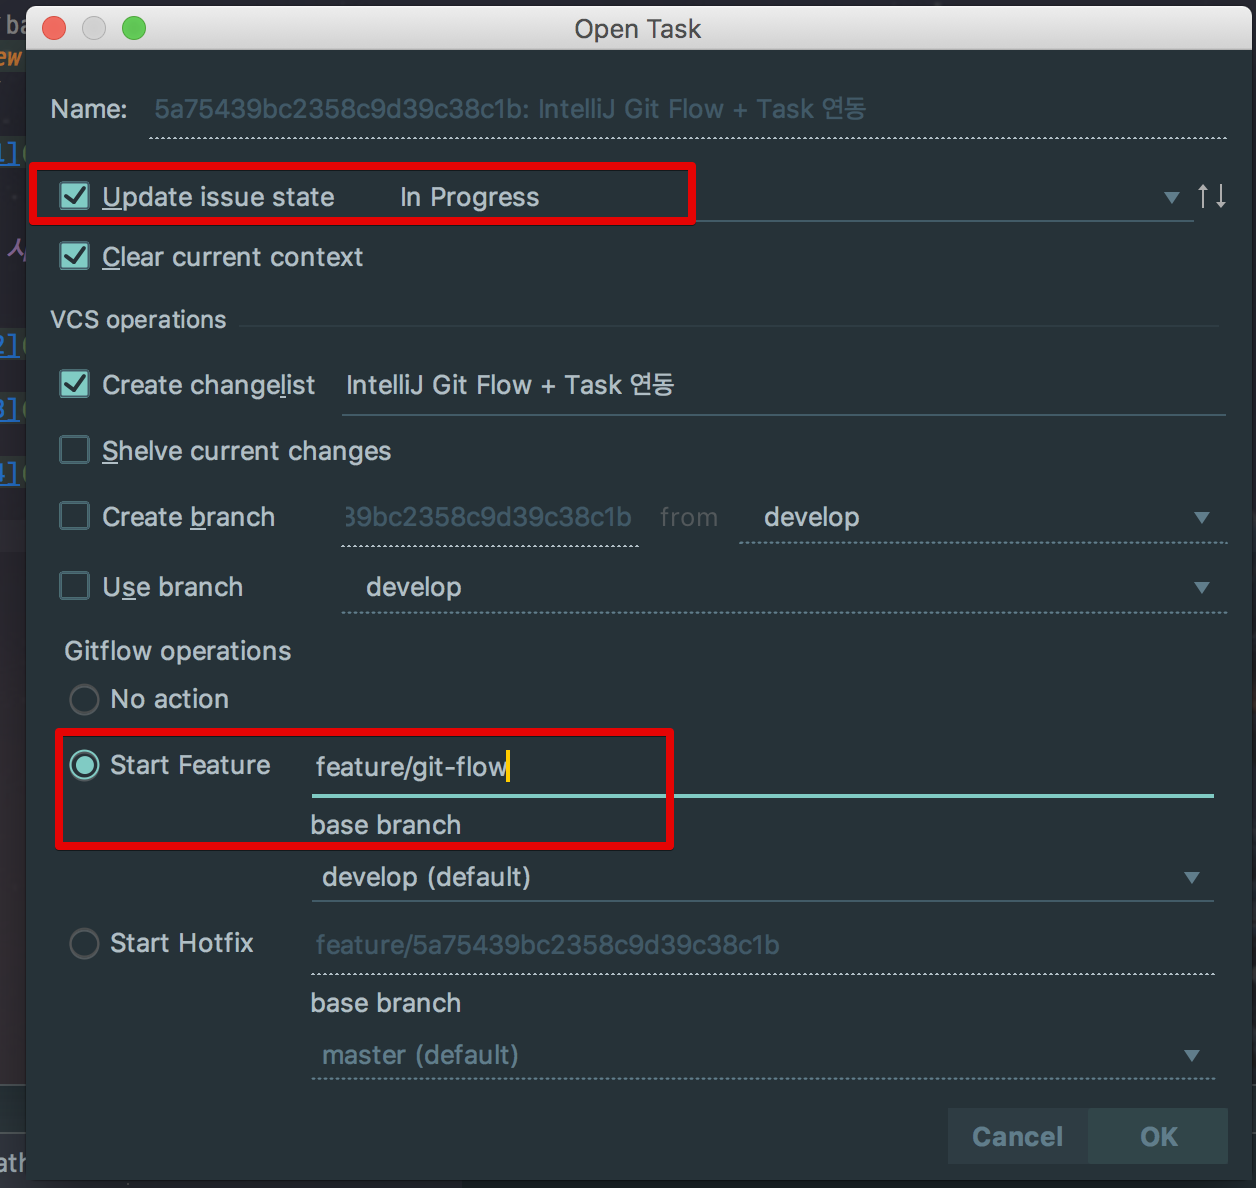 Open Task
Name: 5a75439bc2358c9d39c38c1b: IntelliJ Git Flow + Task 연동
Update issue state In Progress
Clear current context
VCS operations
Create changelist IntelliJ Git Flow + Task 연동
Shelve current changes
Create branch 39bc2358c9d39c38c1b from develop
Use branch develop
Gitflow operations
No action
Start Feature feature/git-flow
base branch
develop (default)
Start Hotfix feature/5a75439bc2358c9d39c38c1b
base branch
master (default)
Cancel OK